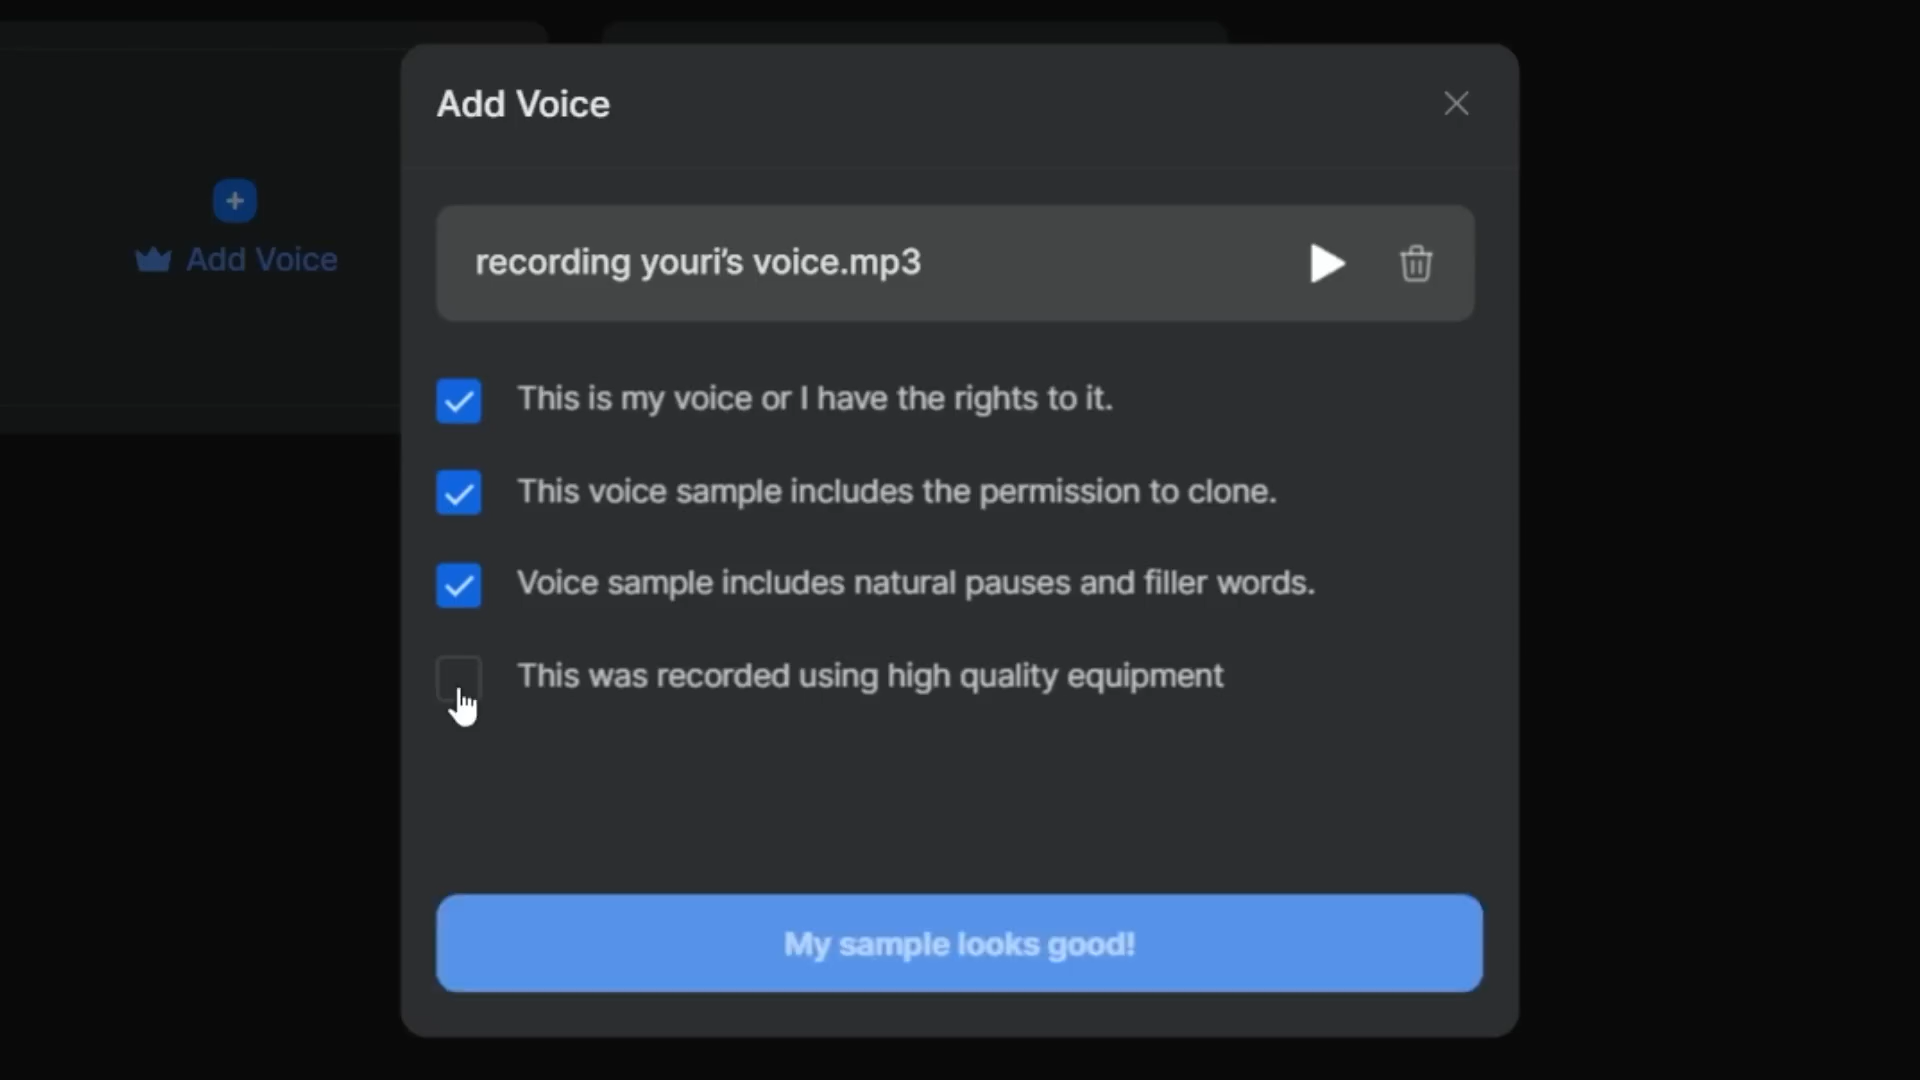 Add Voice
Add Voice
recording youri's voice.mp3
This is my voice or I have the rights to it.
This voice sample includes the permission to clone.
Voice sample includes natural pauses and filler words.
This was recorded using high quality equipment
My sample looks good!